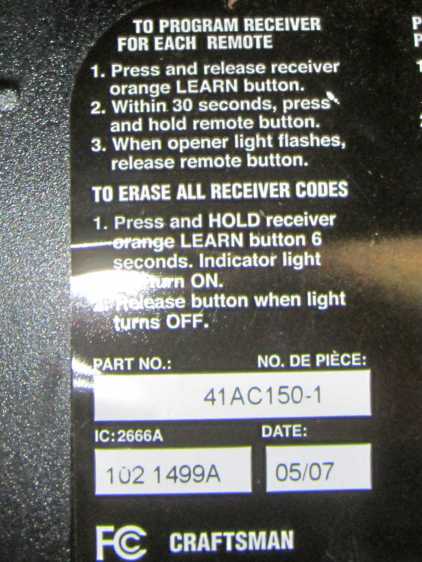 TO PROGRAM RECEIVER
FOR EACH REMOTE
1. Press and release receiver
orange LEARN button.
2. Within 30 seconds, press
and hold remote button.
3. When opener light flashes,
release remote button.
TO ERASE ALL RECEIVER CODES
1. Press and HOLD receiver
orange LEARN button 6
seconds. Indicator light
turn ON.
Release button when light
turns OFF.
PART NO.: NO. DE PIÈCE:
41AC150-1
IC:2666A DATE:
102 1499A 05/07
FC CRAFTSMAN